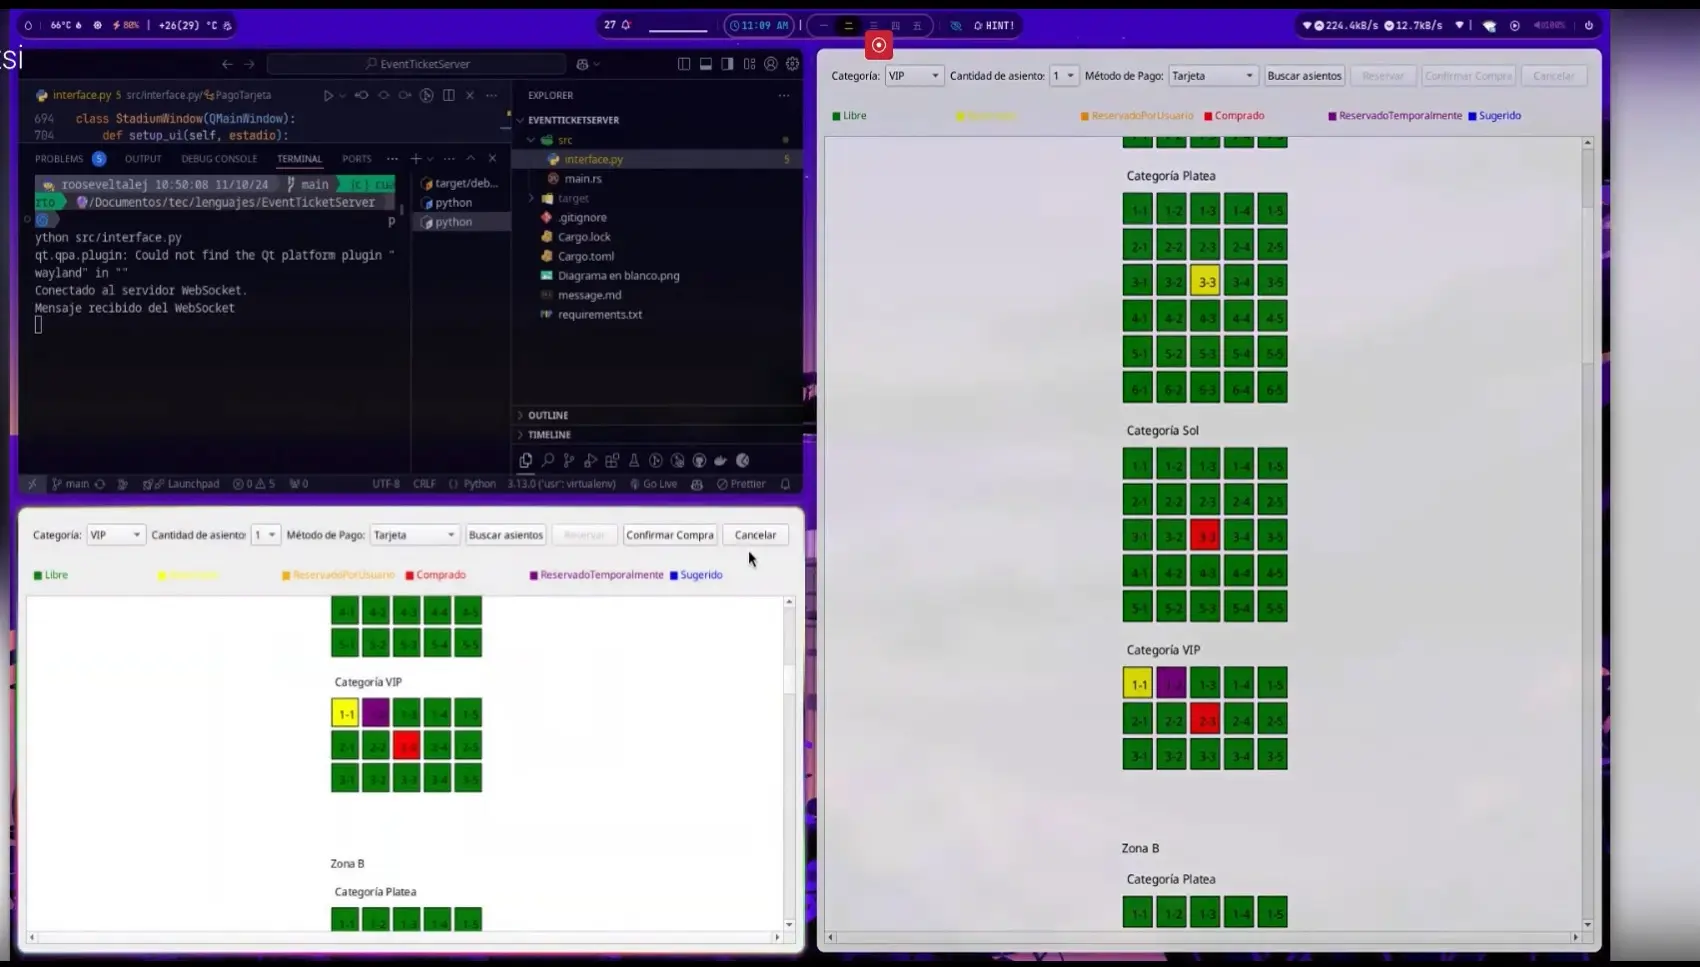 66°C
80%
+26(29) °C
27
11:09 AM
一 二 三 四 五
HINT!
224.4kB/s 12.7kB/s
100%
tsi
EventTicketServer
interface.py 5 src/interface.py/PagoTarjeta
694 class StadiumWindow(QMainWindow):
704 def setup_ui(self, estadio):
PROBLEMS 5 OUTPUT DEBUG CONSOLE TERMINAL PORTS
rooseveltalej 10:50:08 11/10/24 main
rto /Documentos/tec/lenguajes/EventTicketServer
p
ython src/interface.py
qt.qpa.plugin: Could not find the Qt platform plugin "
wayland" in ""
Conectado al servidor WebSocket.
Mensaje recibido del WebSocket
target/deb...
python
python
EXPLORER
EVENTTICKETSERVER
src
interface.py 5
main.rs
target
.gitignore
Cargo.lock
Cargo.toml
Diagrama en blanco.png
message.md
requirements.txt
OUTLINE
TIMELINE
main Launchpad 0 5 0 UTF-8 CRLF Python 3.13.0 ('usr': virtualenv) Go Live Prettier
Categoría: VIP Cantidad de asiento: 1 Método de Pago: Tarjeta Buscar asientos Reservar Confirmar Compra Cancelar
Libre ReservadoPorUsuario Comprado ReservadoTemporalmente Sugerido
4-1 4-2 4-3 4-4 4-5
5-1 5-2 5-3 5-4 5-5
Categoría VIP
1-1 1-3 1-4 1-5
2-1 2-2 2-3 2-4 2-5
3-1 3-2 3-3 3-4 3-5
Zona B
Categoría Platea
1-1 1-2 1-3 1-4 1-5
Categoría: VIP Cantidad de asiento: 1 Método de Pago: Tarjeta Buscar asientos Reservar Confirmar Compra Cancelar
Libre ReservadoPorUsuario Comprado ReservadoTemporalmente Sugerido
Categoría Platea
1-1 1-2 1-3 1-4 1-5
2-1 2-2 2-3 2-4 2-5
3-1 3-2 3-3 3-4 3-5
4-1 4-2 4-3 4-4 4-5
5-1 5-2 5-3 5-4 5-5
6-1 6-2 6-3 6-4 6-5
Categoría Sol
1-1 1-2 1-3 1-4 1-5
2-1 2-2 2-3 2-4 2-5
3-1 3-2 3-3 3-4 3-5
4-1 4-2 4-3 4-4 4-5
5-1 5-2 5-3 5-4 5-5
Categoría VIP
1-1 1-3 1-4 1-5
2-1 2-2 2-3 2-4 2-5
3-1 3-2 3-3 3-4 3-5
Zona B
Categoría Platea
1-1 1-2 1-3 1-4 1-5